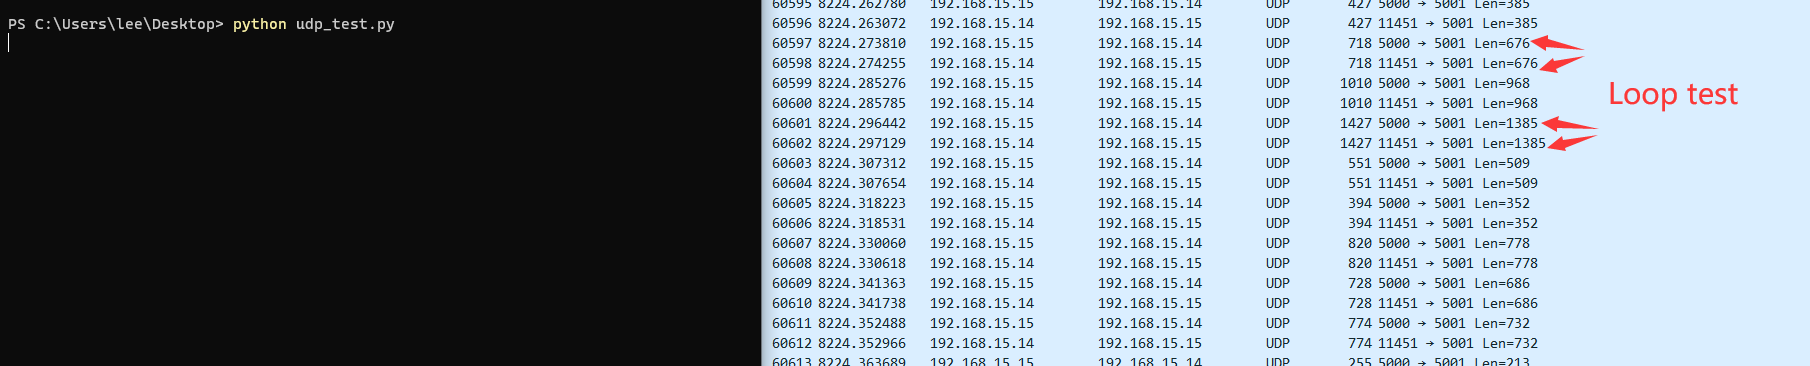 PS C:\Users\lee\Desktop> python udp_test.py
60595 8224.262780 192.168.15.15 192.168.15.14 UDP 427 5000 → 5001 Len=385
60596 8224.263072 192.168.15.14 192.168.15.15 UDP 427 11451 → 5001 Len=385
60597 8224.273810 192.168.15.15 192.168.15.14 UDP 718 5000 → 5001 Len=676
60598 8224.274255 192.168.15.14 192.168.15.15 UDP 718 11451 → 5001 Len=676
60599 8224.285276 192.168.15.15 192.168.15.14 UDP 1010 5000 → 5001 Len=968
Loop test
60600 8224.285785 192.168.15.14 192.168.15.15 UDP 1010 11451 → 5001 Len=968
60601 8224.296442 192.168.15.15 192.168.15.14 UDP 1427 5000 → 5001 Len=1385
60602 8224.297129 192.168.15.14 192.168.15.15 UDP 1427 11451 → 5001 Len=1385
60603 8224.307312 192.168.15.15 192.168.15.14 UDP 551 5000 → 5001 Len=509
60604 8224.307654 192.168.15.14 192.168.15.15 UDP 551 11451 → 5001 Len=509
60605 8224.318223 192.168.15.15 192.168.15.14 UDP 394 5000 → 5001 Len=352
60606 8224.318531 192.168.15.14 192.168.15.15 UDP 394 11451 → 5001 Len=352
60607 8224.330060 192.168.15.15 192.168.15.14 UDP 820 5000 → 5001 Len=778
60608 8224.330618 192.168.15.14 192.168.15.15 UDP 820 11451 → 5001 Len=778
60609 8224.341363 192.168.15.15 192.168.15.14 UDP 728 5000 → 5001 Len=686
60610 8224.341738 192.168.15.14 192.168.15.15 UDP 728 11451 → 5001 Len=686
60611 8224.352488 192.168.15.15 192.168.15.14 UDP 774 5000 → 5001 Len=732
60612 8224.352966 192.168.15.14 192.168.15.15 UDP 774 11451 → 5001 Len=732
60613 8224.363689 192.168.15.15 192.168.15.14 UDP 255 5000 → 5001 Len=213